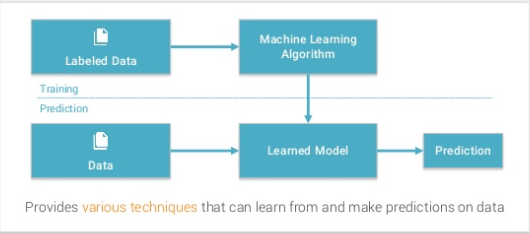 Labeled Data
Machine Learning
Algorithm
Training
Prediction
Data
Learned Model
Prediction
Provides various techniques that can learn from and make predictions on data